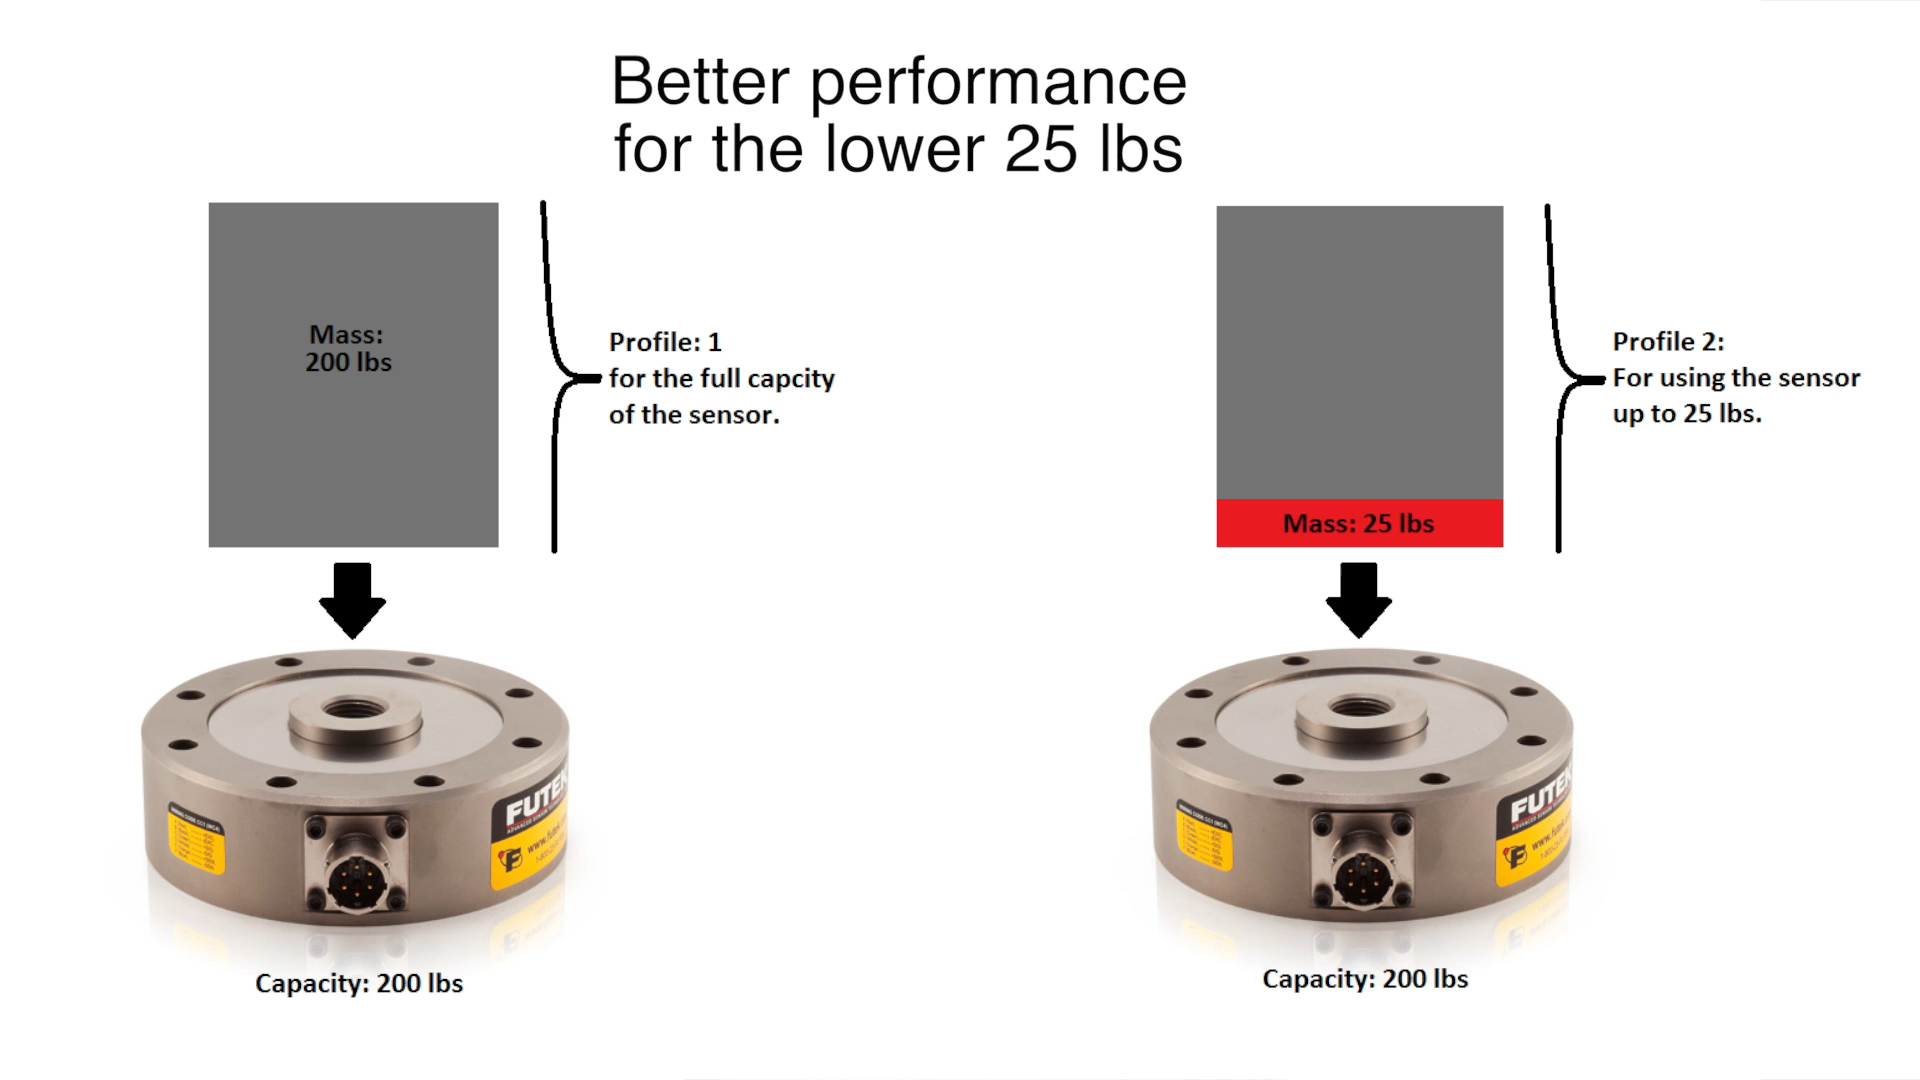 Better performance
for the lower 25 lbs
Mass:
200 lbs
Profile: 1
for the full capcity
of the sensor.
Profile 2:
For using the sensor
up to 25 lbs.
Mass: 25 lbs
FUTEK
FUTEK
Capacity: 200 lbs
Capacity: 200 lbs